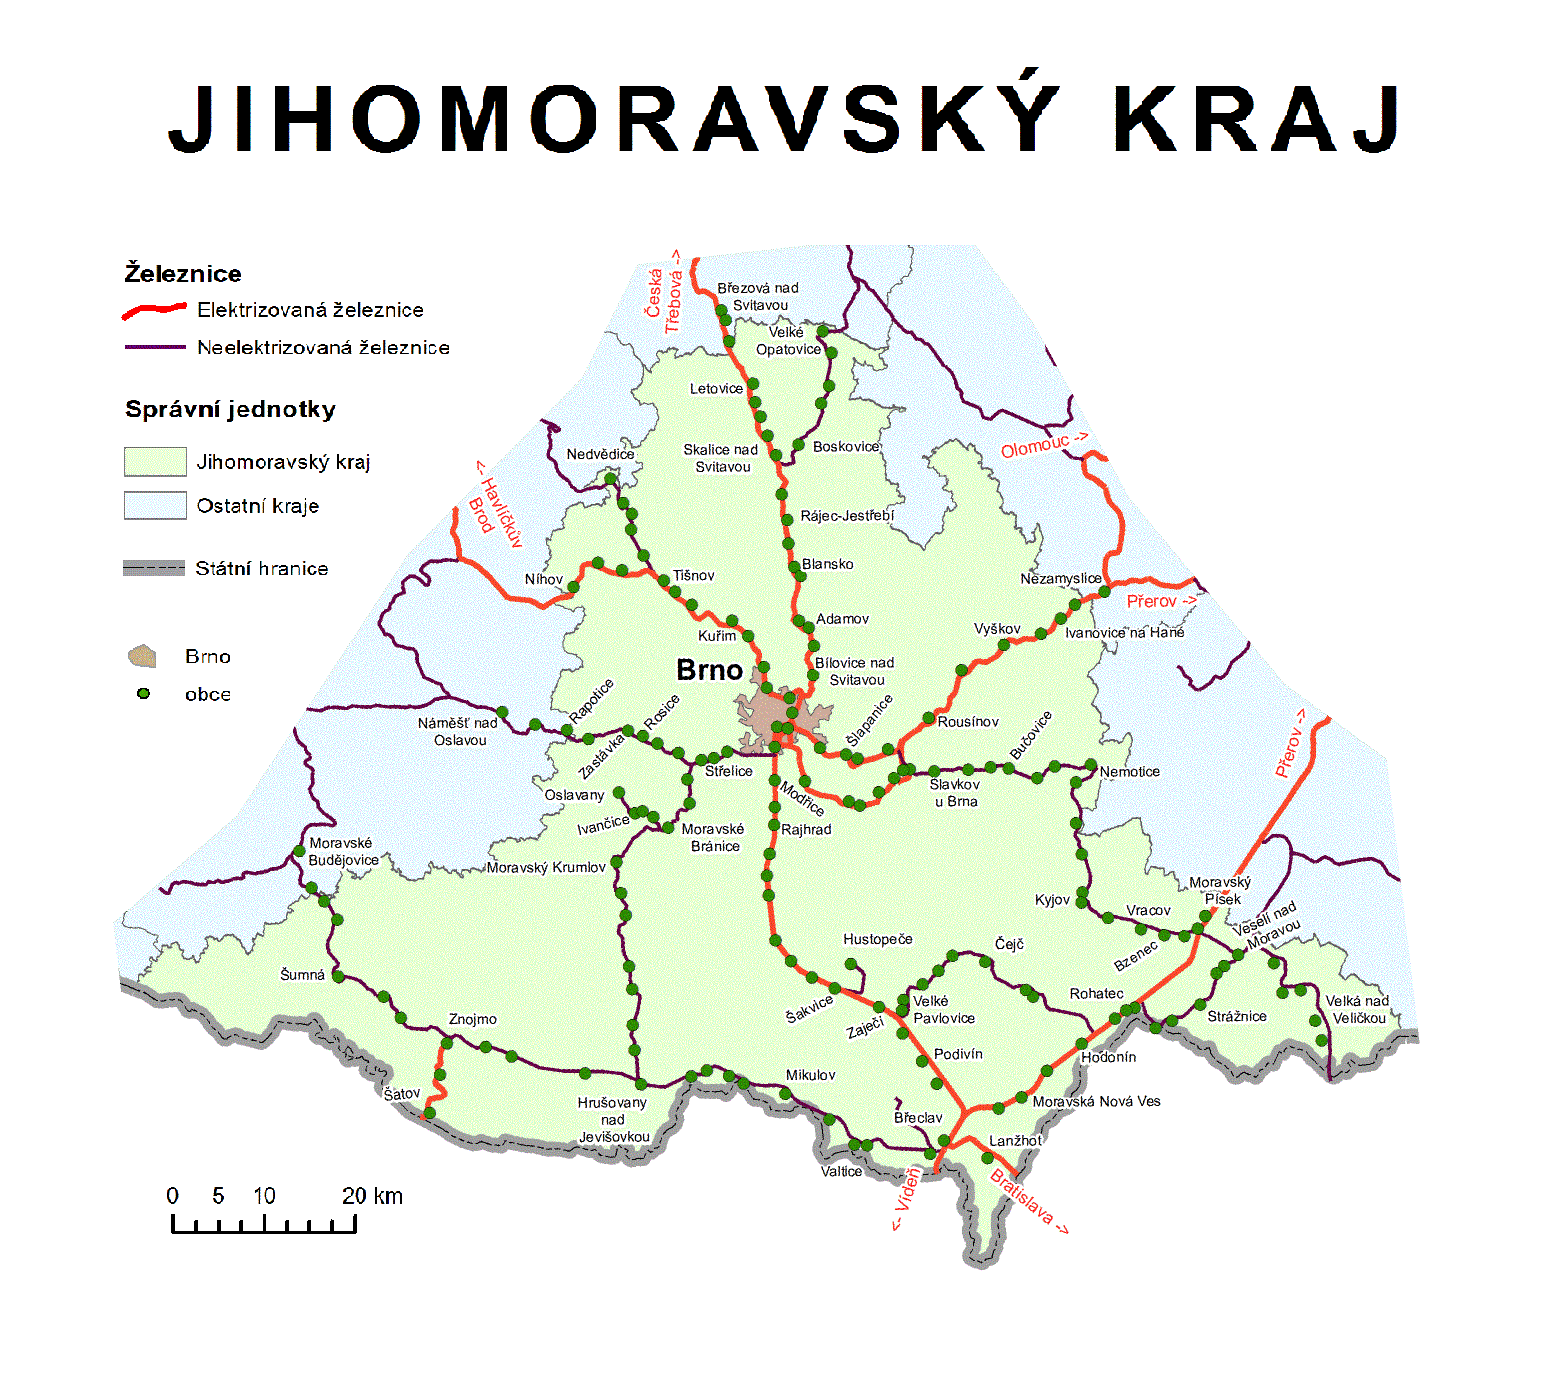 JIHOMORAVSKÝ KRAJ
Železnice
Elektrizovaná železnice
Neelektrizovaná železnice
Správní jednotky
Jihomoravský kraj
Ostatní kraje
Státní hranice
Brno
obce
0 5 10 20 km
Česká
Třebová ->
Březová nad
Svitavou
Velké
Opatovice
Letovice
Skalice nad
Svitavou
Boskovice
Nedvědice
<- Havlíčkův
Brod
Olomouc ->
Rájec-Jestřebí
Níhov
Tišnov
Blansko
Nezamyslice
Přerov ->
Kuřim
Adamov
Vyškov
Ivanovice na Hané
Brno
Bílovice nad
Svitavou
Náměšť nad
Oslavou
Rapotice
Zastávka
Rosice
Střelice
Šlapanice
Rousínov
Bučovice
Přerov ->
Oslavany
Ivančice
Modřice
Slavkov
u Brna
Nemotice
Moravské
Budějovice
Moravské
Bránice
Rajhrad
Moravský Krumlov
Moravský
Písek
Kyjov
Vracov
Bzenec
Veselí nad
Moravou
Hustopeče
Čejč
Šumná
Šakvice
Zaječí
Velké
Pavlovice
Rohatec
Strážnice
Velká nad
Veličkou
Znojmo
Podivín
Hodonín
Šatov
Mikulov
Hrušovany
nad
Jevišovkou
Břeclav
Moravská Nová Ves
Lanžhot
Valtice
<- Vídeň
Bratislava ->